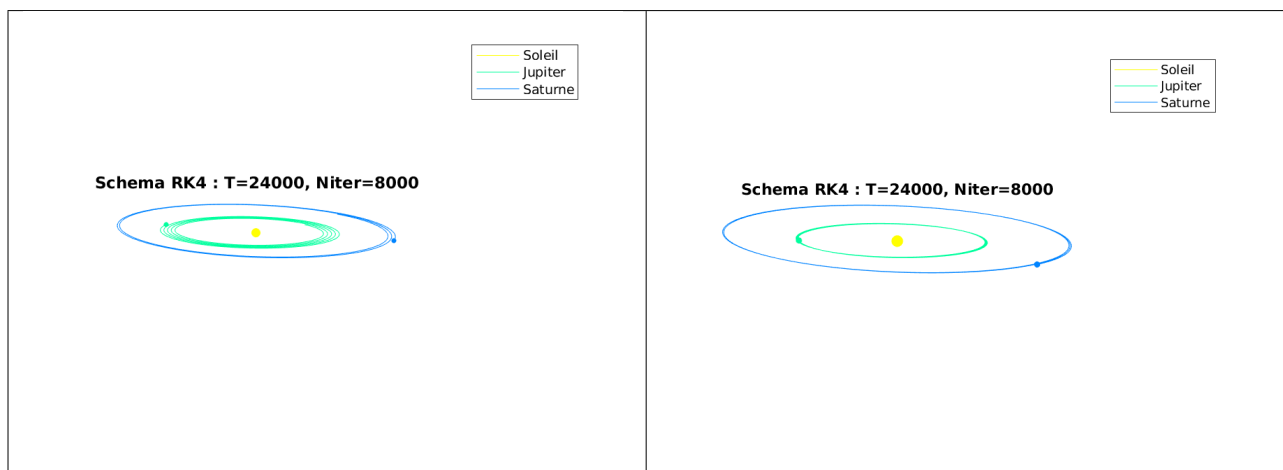 Soleil
Jupiter
Saturne
Schema RK4 : T=24000, Niter=8000
Soleil
Jupiter
Saturne
Schema RK4 : T=24000, Niter=8000